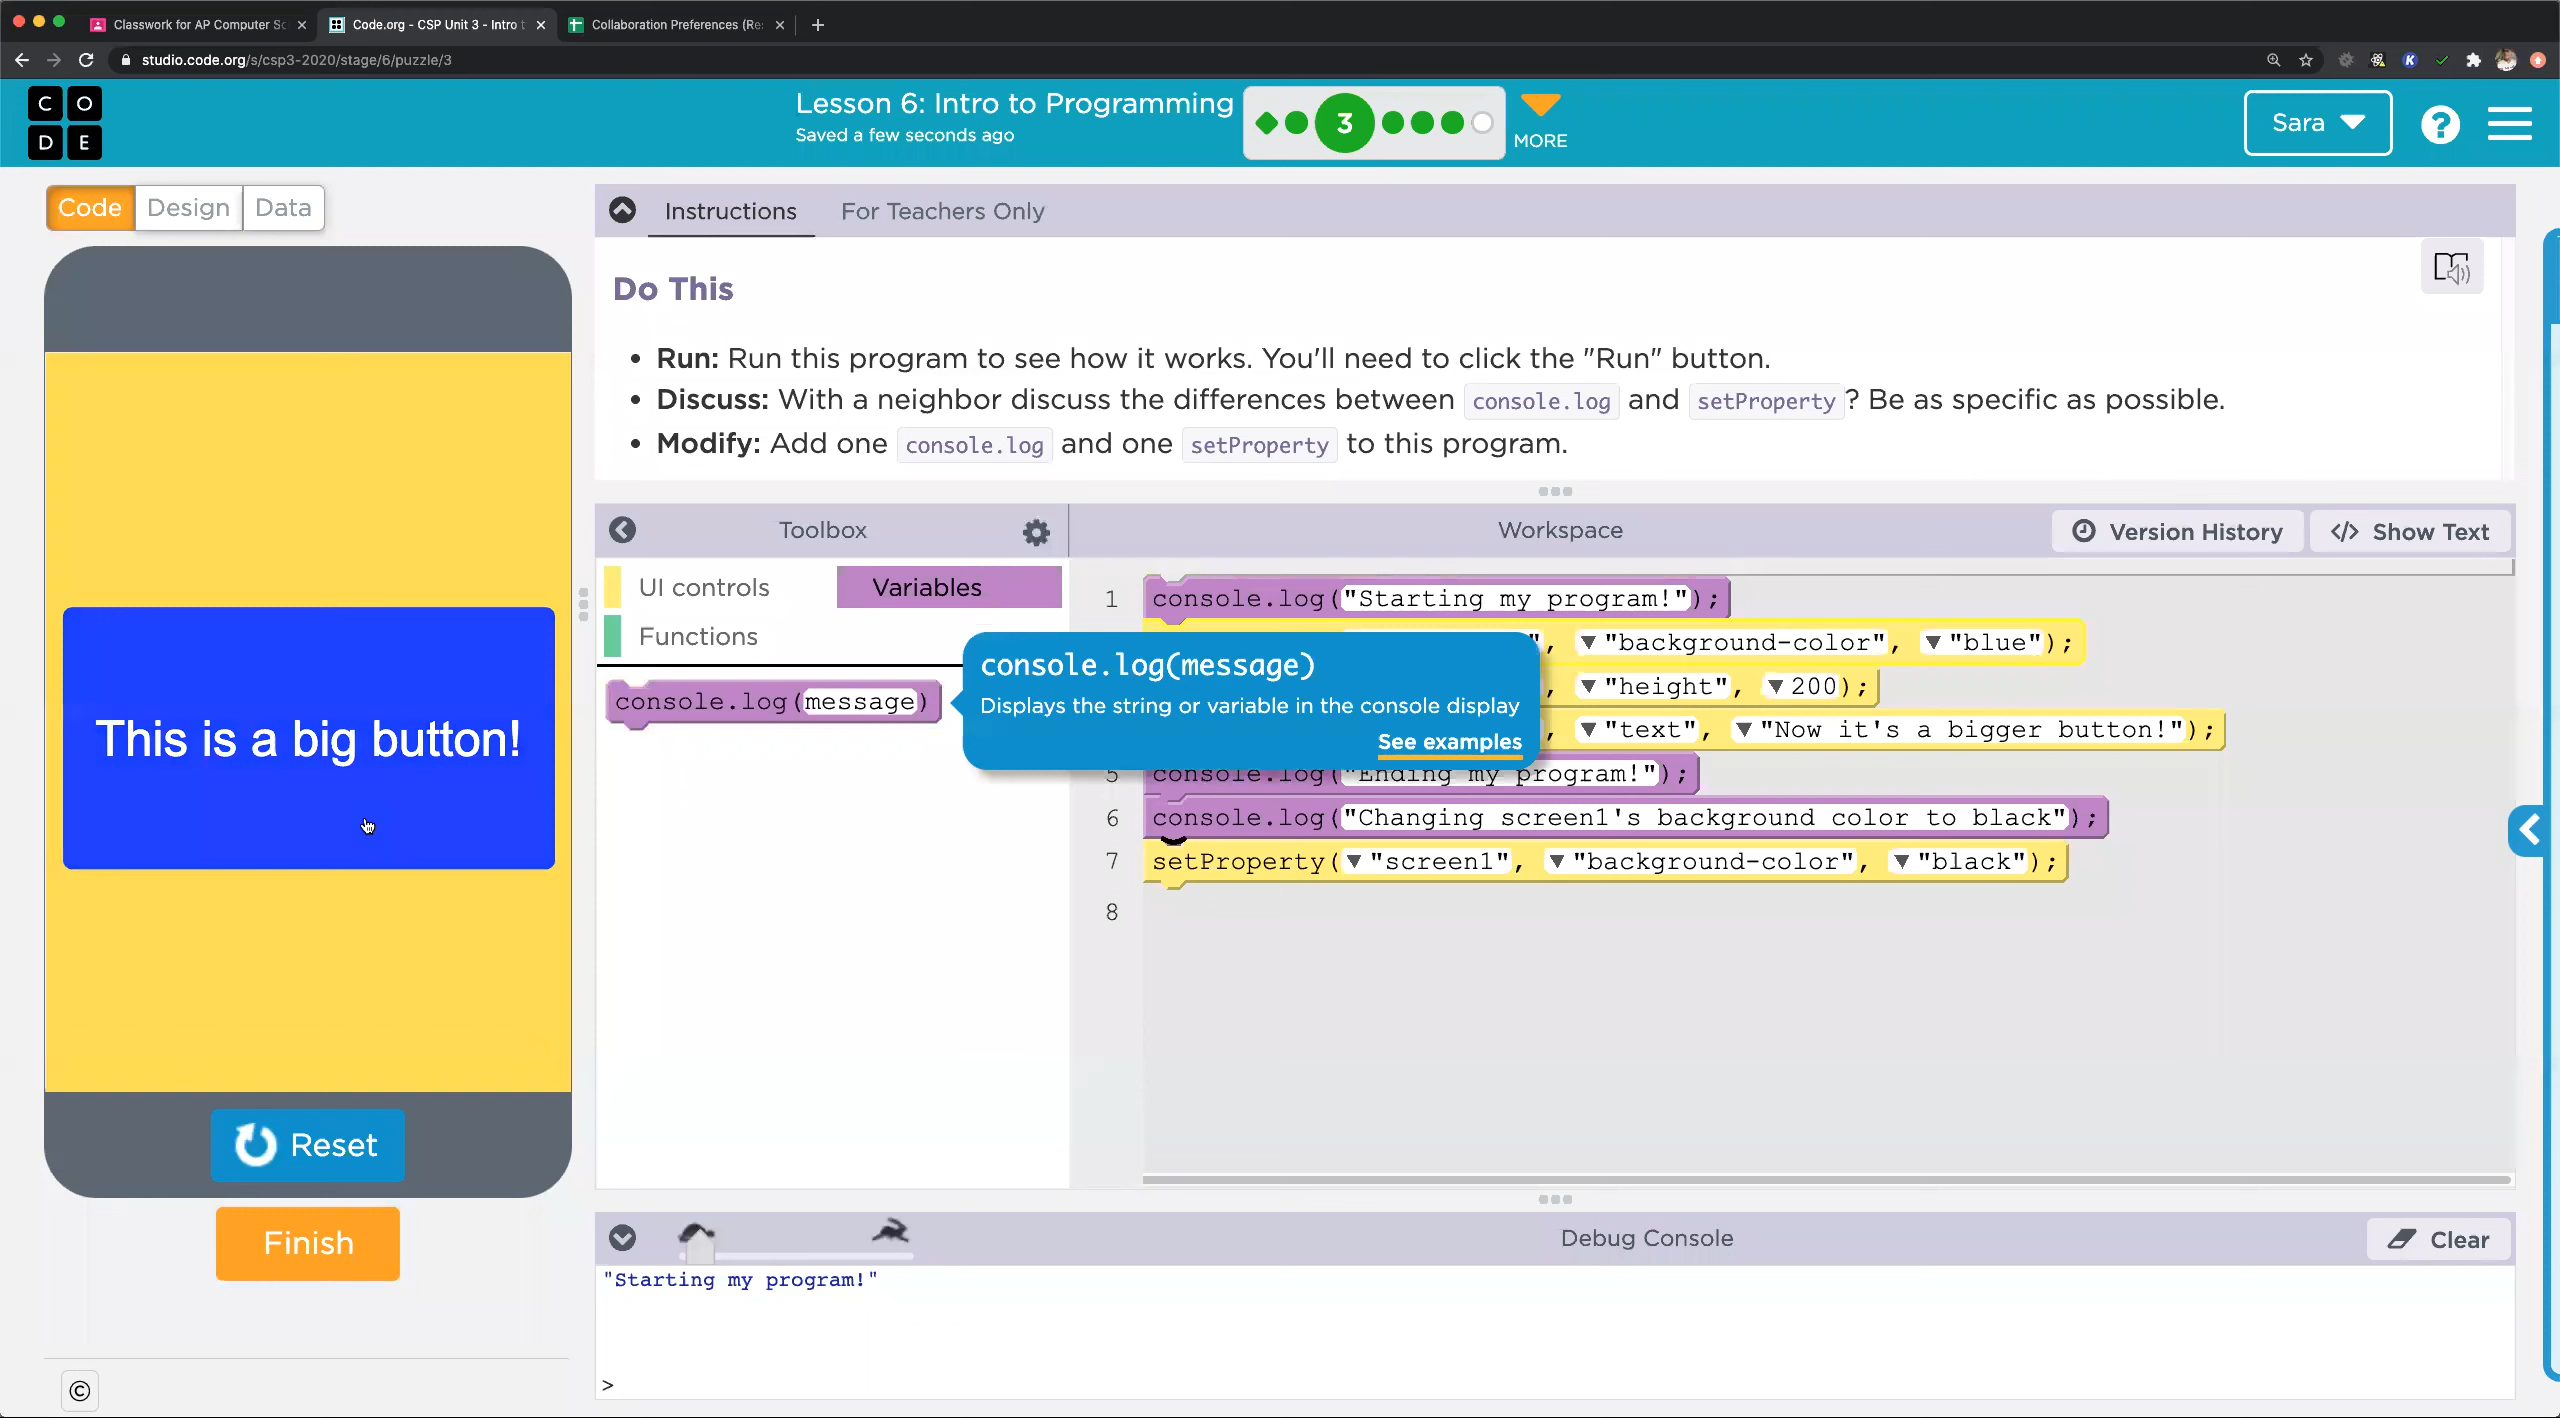 Classwork for AP Computer Sc
Code.org - CSP Unit 3 - Intro t
Collaboration Preferences (Re
studio.code.org/s/csp3-2020/stage/6/puzzle/3
C O D E
Lesson 6: Intro to Programming
Saved a few seconds ago
3
MORE
Sara
?
Code Design Data
Instructions For Teachers Only
Do This
• Run: Run this program to see how it works. You'll need to click the "Run" button.
• Discuss: With a neighbor discuss the differences between console.log and setProperty? Be as specific as possible.
• Modify: Add one console.log and one setProperty to this program.
Toolbox
Workspace
Version History
</> Show Text
UI controls
Variables
Functions
console.log(message)
console.log(message)
Displays the string or variable in the console display
See examples
1 console.log("Starting my program!");
", "background-color", "blue");
, "height", 200);
, "text", "Now it's a bigger button!");
5 console.log("Ending my program!");
6 console.log("Changing screen1's background color to black");
7 setProperty("screen1", "background-color", "black");
8
This is a big button!
Reset
Finish
Debug Console
Clear
"Starting my program!"
>
©